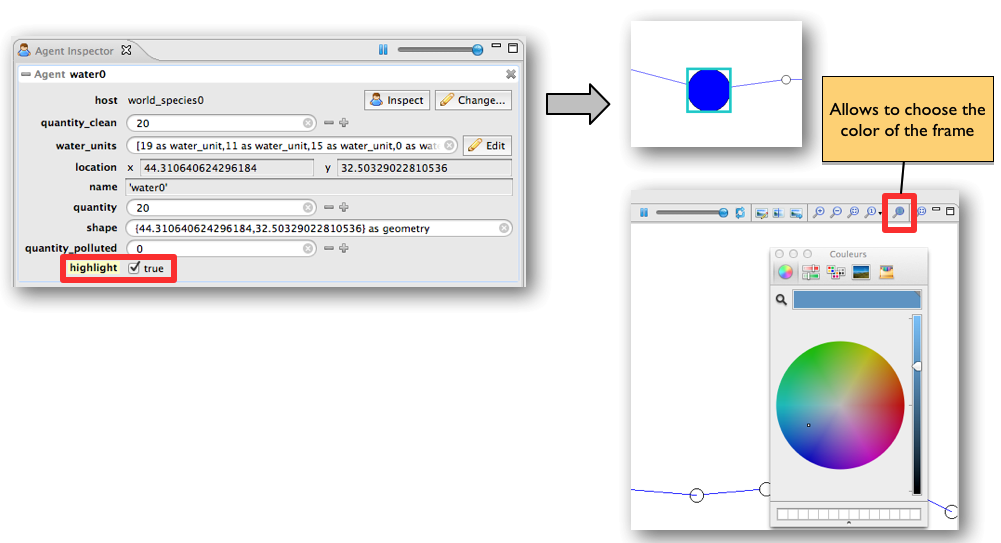 Agent Inspector
Agent water0
host world_species0 Inspect Change...
quantity_clean 20
water_units [19 as water_unit,11 as water_unit,15 as water_unit,0 as wat Edit
location x 44.310640624296184 y 32.50329022810536
name 'water0'
quantity 20
shape {44.310640624296184,32.50329022810536} as geometry
quantity_polluted 0
highlight true
Allows to choose the
color of the frame
Couleurs